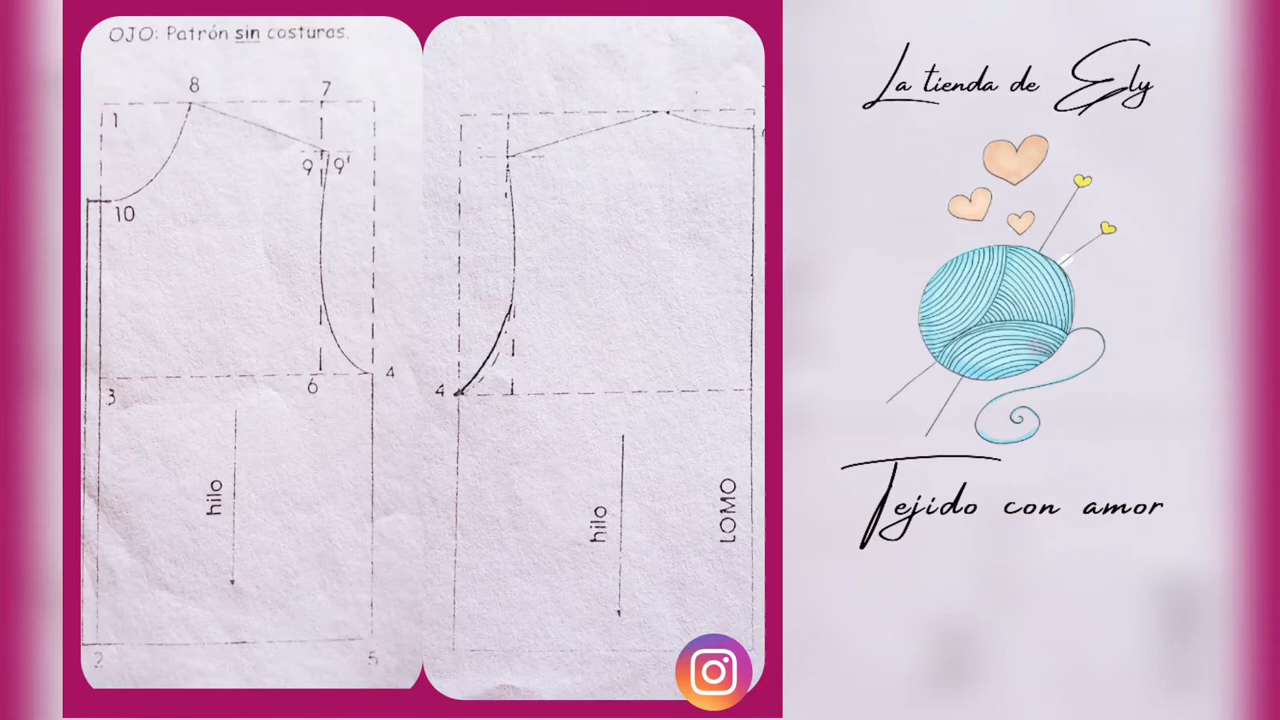 OJO: Patrón sin costuras.
8
7
1
9
9'
10
3
6
4
hilo
2
5
4
hilo
LOMO
La tienda de Ely
Tejido con amor